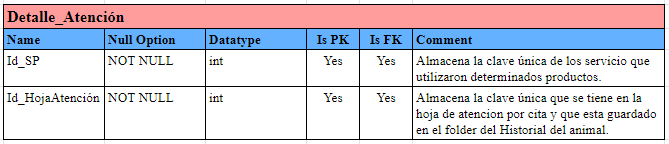 Detalle_Atención
Name Null Option Datatype Is PK Is FK Comment
Id_SP NOT NULL int Yes Yes Almacena la clave única de los servicio que
utilizaron determinados productos.
Id_HojaAtención NOT NULL int Yes Yes Almacena la clave única que se tiene en la
hoja de atencion por cita y que esta guardado
en el folder del Historial del animal.